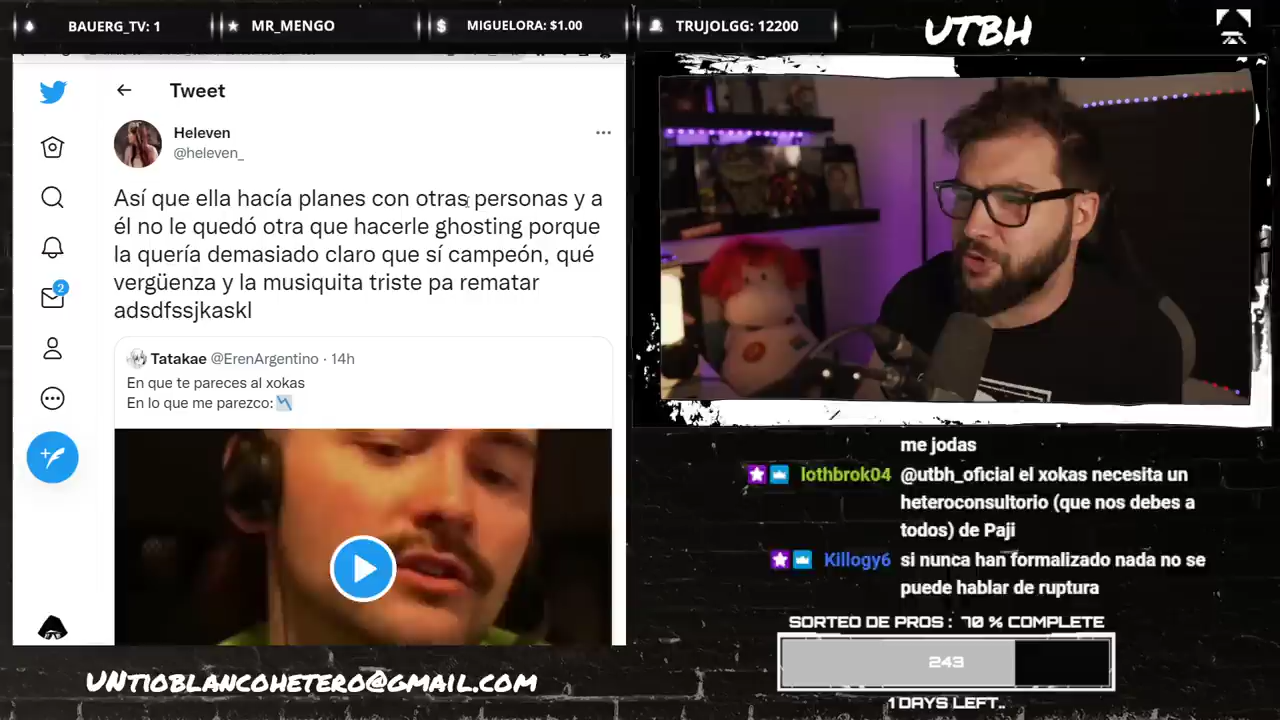 BAUERG_TV: 1
MR_MENGO
MIGUELORA: $1.00
TRUJOLGG: 12200
UTBH
Tweet
Heleven
@heleven_
Así que ella hacía planes con otras personas y a
él no le quedó otra que hacerle ghosting porque
la quería demasiado claro que sí campeón, qué
vergüenza y la musiquita triste pa rematar
adsdfssjkaskl
2
Tatakae @ErenArgentino · 14h
En que te pareces al xokas
En lo que me parezco:
me jodas
lothbrok04 @utbh_oficial el xokas necesita un
heteroconsultorio (que nos debes a
todos) de Paji
Killogy6 si nunca han formalizado nada no se
puede hablar de ruptura
SORTEO DE PROS : 70 % COMPLETE
243
1 DAYS LEFT..
UNTIOBLANCOHETERO@GMAIL.COM